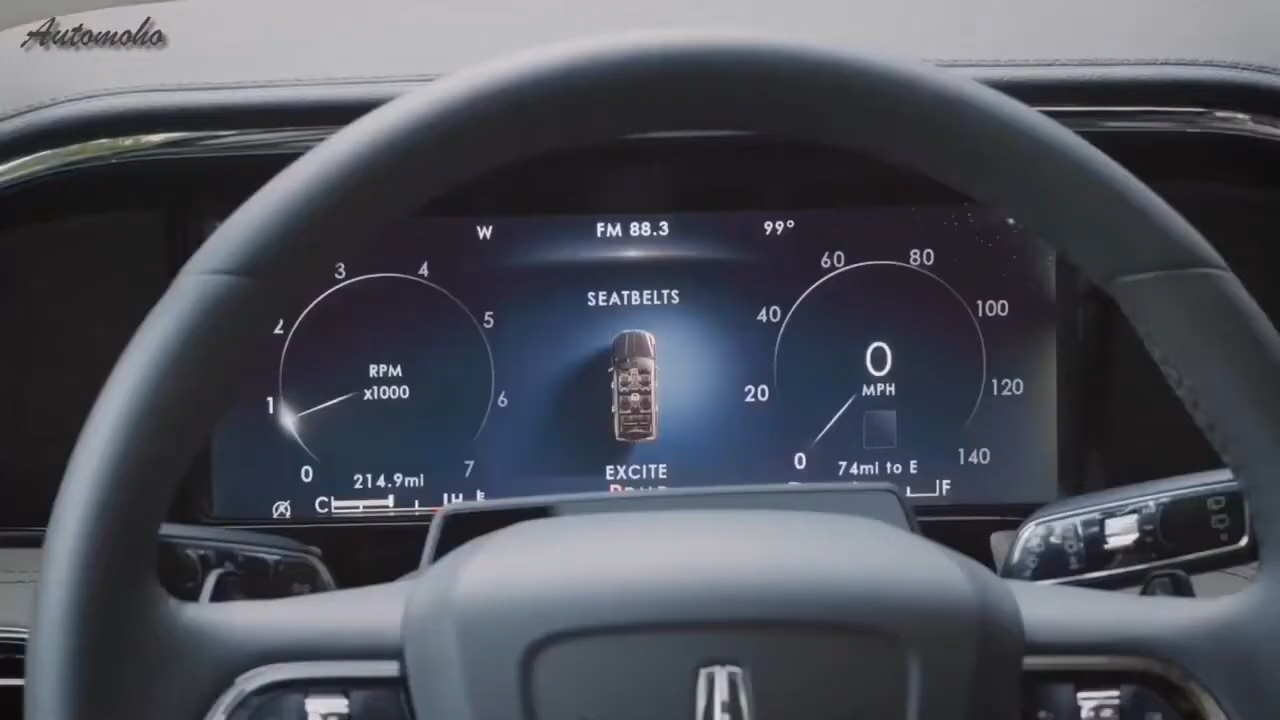 Automoho
W FM 88.3 99°
SEATBELTS
0 1 2 3 4 5 6 7
RPM
x1000
0 20 40 60 80 100 120 140
0
MPH
EXCITE
214.9mi
74mi to E
C H
F